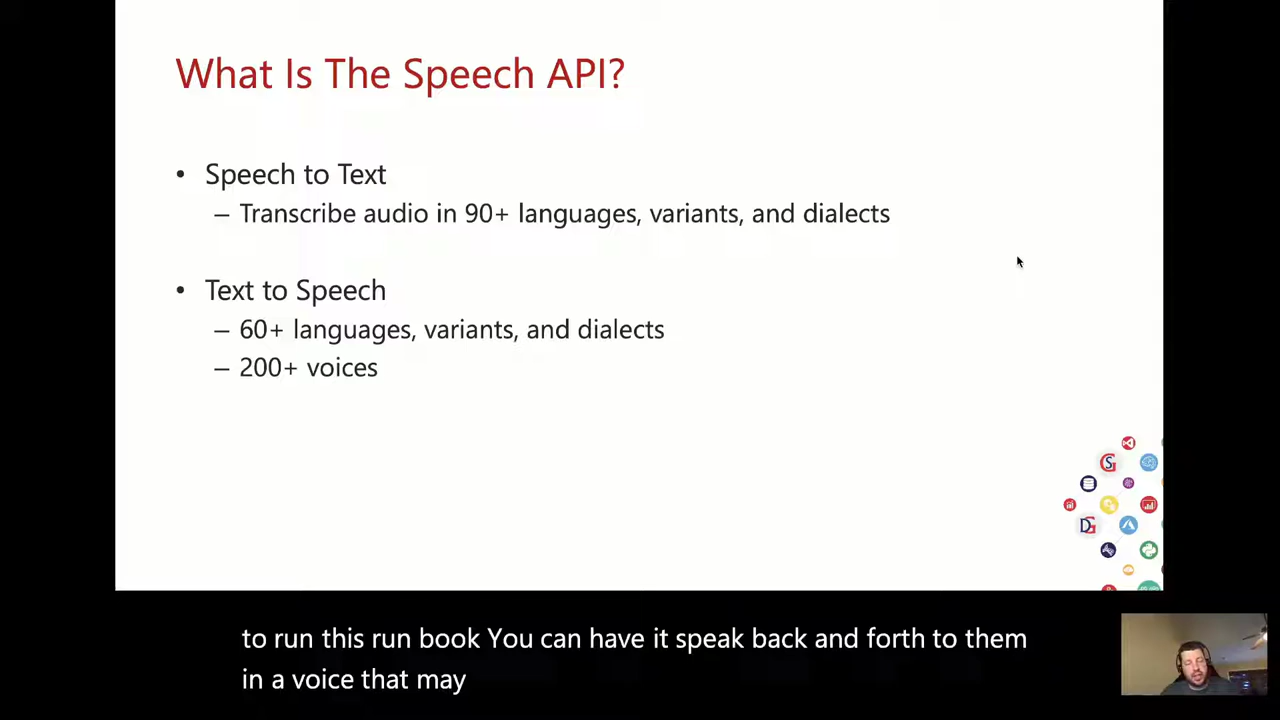 What Is The Speech API?
• Speech to Text
– Transcribe audio in 90+ languages, variants, and dialects
• Text to Speech
– 60+ languages, variants, and dialects
– 200+ voices
SG
DG
to run this run book You can have it speak back and forth to them
in a voice that may